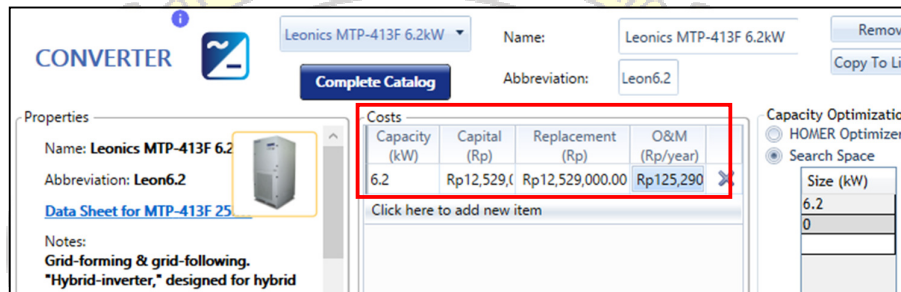 CONVERTER
Leonics MTP-413F 6.2kW
Complete Catalog
Name:
Leonics MTP-413F 6.2kW
Abbreviation:
Leon6.2
Remov
Copy To Li
Properties
Name: Leonics MTP-413F 6.2
Abbreviation: Leon6.2
Data Sheet for MTP-413F 25
Notes:
Grid-forming & grid-following.
"Hybrid-inverter," designed for hybrid
Costs
Capacity (kW) Capital (Rp) Replacement (Rp) O&M (Rp/year)
6.2 Rp12,529,( Rp12,529,000.00 Rp125,290
Click here to add new item
Capacity Optimizatio
HOMER Optimizer
Search Space
Size (kW)
6.2
0